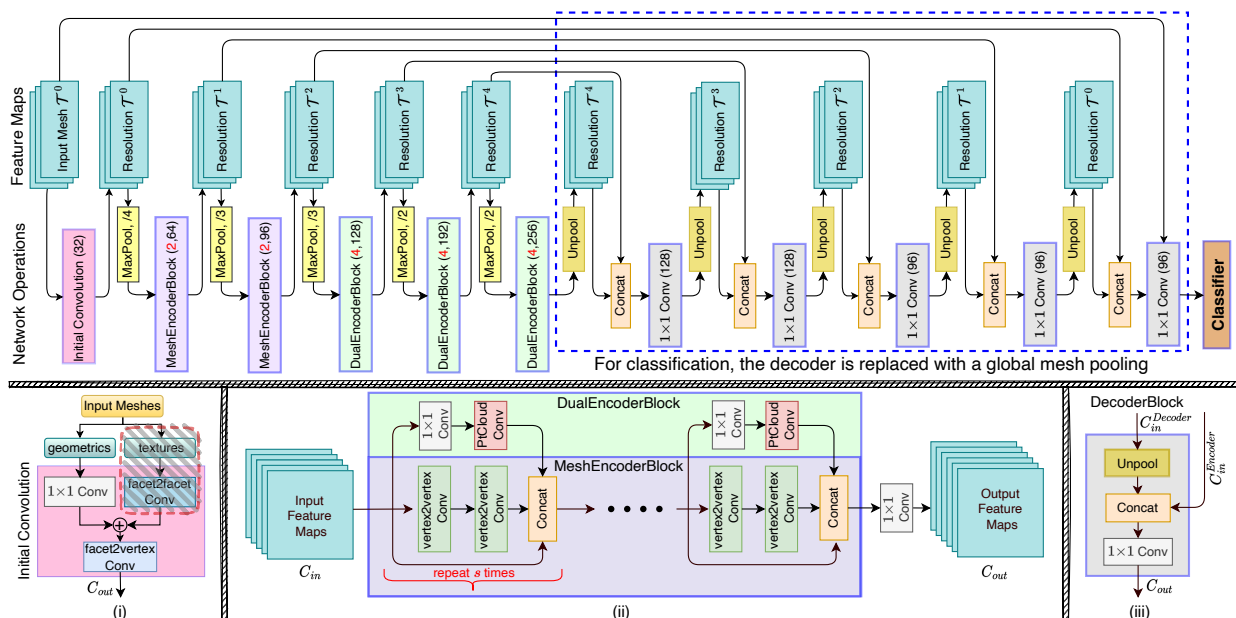 Feature Maps
Input Mesh 𝒯⁰
Resolution 𝒯⁰
Resolution 𝒯¹
Resolution 𝒯²
Resolution 𝒯³
Resolution 𝒯⁴
Resolution 𝒯⁴
Resolution 𝒯³
Resolution 𝒯²
Resolution 𝒯¹
Resolution 𝒯⁰
Network Operations
Initial Convolution (32)
MaxPool, /4
MeshEncoderBlock (2,64)
MaxPool, /3
MeshEncoderBlock (2,96)
MaxPool, /3
DualEncoderBlock (4,128)
MaxPool, /2
DualEncoderBlock (4,192)
MaxPool, /2
DualEncoderBlock (4,256)
Unpool
Concat
1×1 Conv (128)
Unpool
Concat
1×1 Conv (128)
Unpool
Concat
1×1 Conv (96)
Unpool
Concat
1×1 Conv (96)
Unpool
Concat
1×1 Conv (96)
Classifier
For classification, the decoder is replaced with a global mesh pooling
Input Meshes
geometrics
textures
Initial Convolution
1×1 Conv
facet2facet
Conv
facet2vertex
Conv
C_out
(i)
DualEncoderBlock
MeshEncoderBlock
Input
Feature
Maps
C_in
1×1
Conv
PtCloud
Conv
vertex2vertex
Conv
vertex2vertex
Conv
Concat
repeat s times
1×1
Conv
PtCloud
Conv
vertex2vertex
Conv
vertex2vertex
Conv
Concat
1×1
Conv
Output
Feature
Maps
C_out
(ii)
DecoderBlock
C_in^Decoder
C_in^Encoder
Unpool
Concat
1×1 Conv
C_out
(iii)